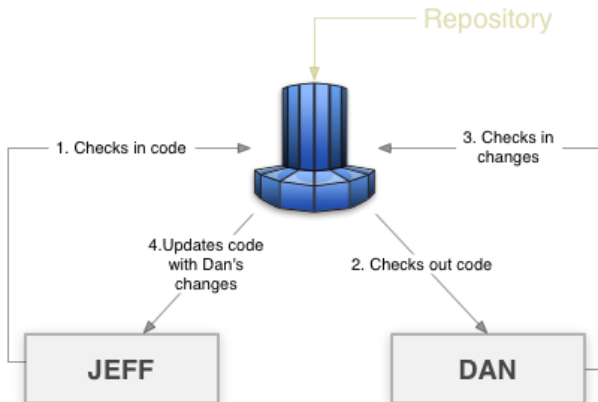 Repository
1. Checks in code
3. Checks in
changes
4.Updates code
with Dan's
changes
2. Checks out code
JEFF
DAN